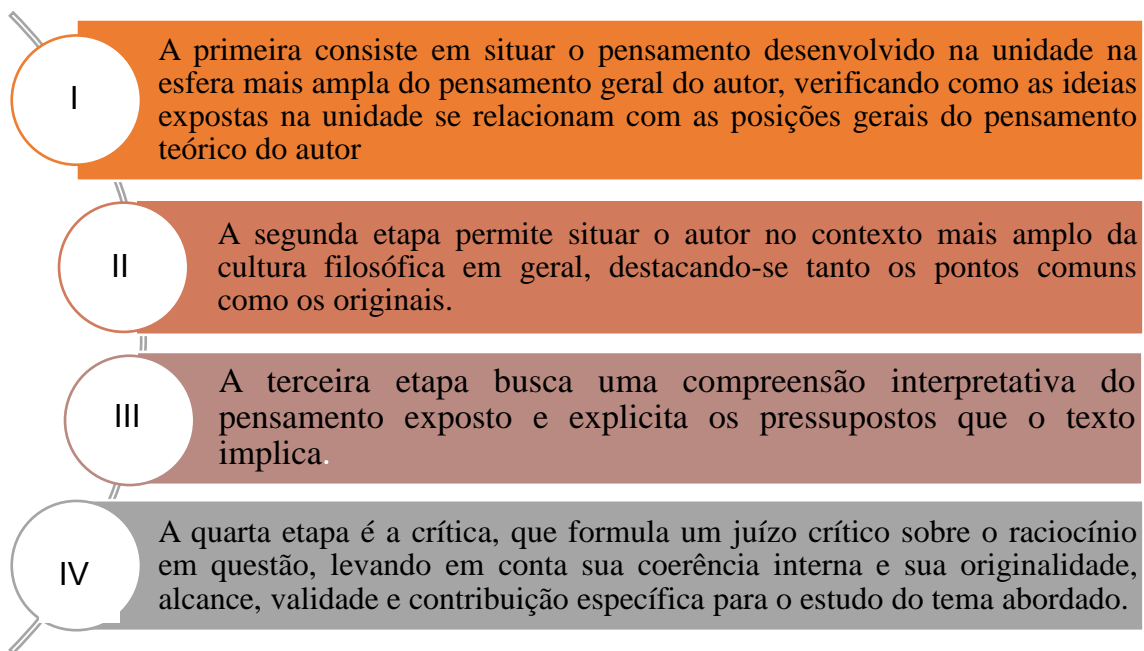 I
A primeira consiste em situar o pensamento desenvolvido na unidade na
esfera mais ampla do pensamento geral do autor, verificando como as ideias
expostas na unidade se relacionam com as posições gerais do pensamento
teórico do autor
II
A segunda etapa permite situar o autor no contexto mais amplo da
cultura filosófica em geral, destacando-se tanto os pontos comuns
como os originais.
III
A terceira etapa busca uma compreensão interpretativa do
pensamento exposto e explicita os pressupostos que o texto
implica.
IV
A quarta etapa é a crítica, que formula um juízo crítico sobre o raciocínio
em questão, levando em conta sua coerência interna e sua originalidade,
alcance, validade e contribuição específica para o estudo do tema abordado.